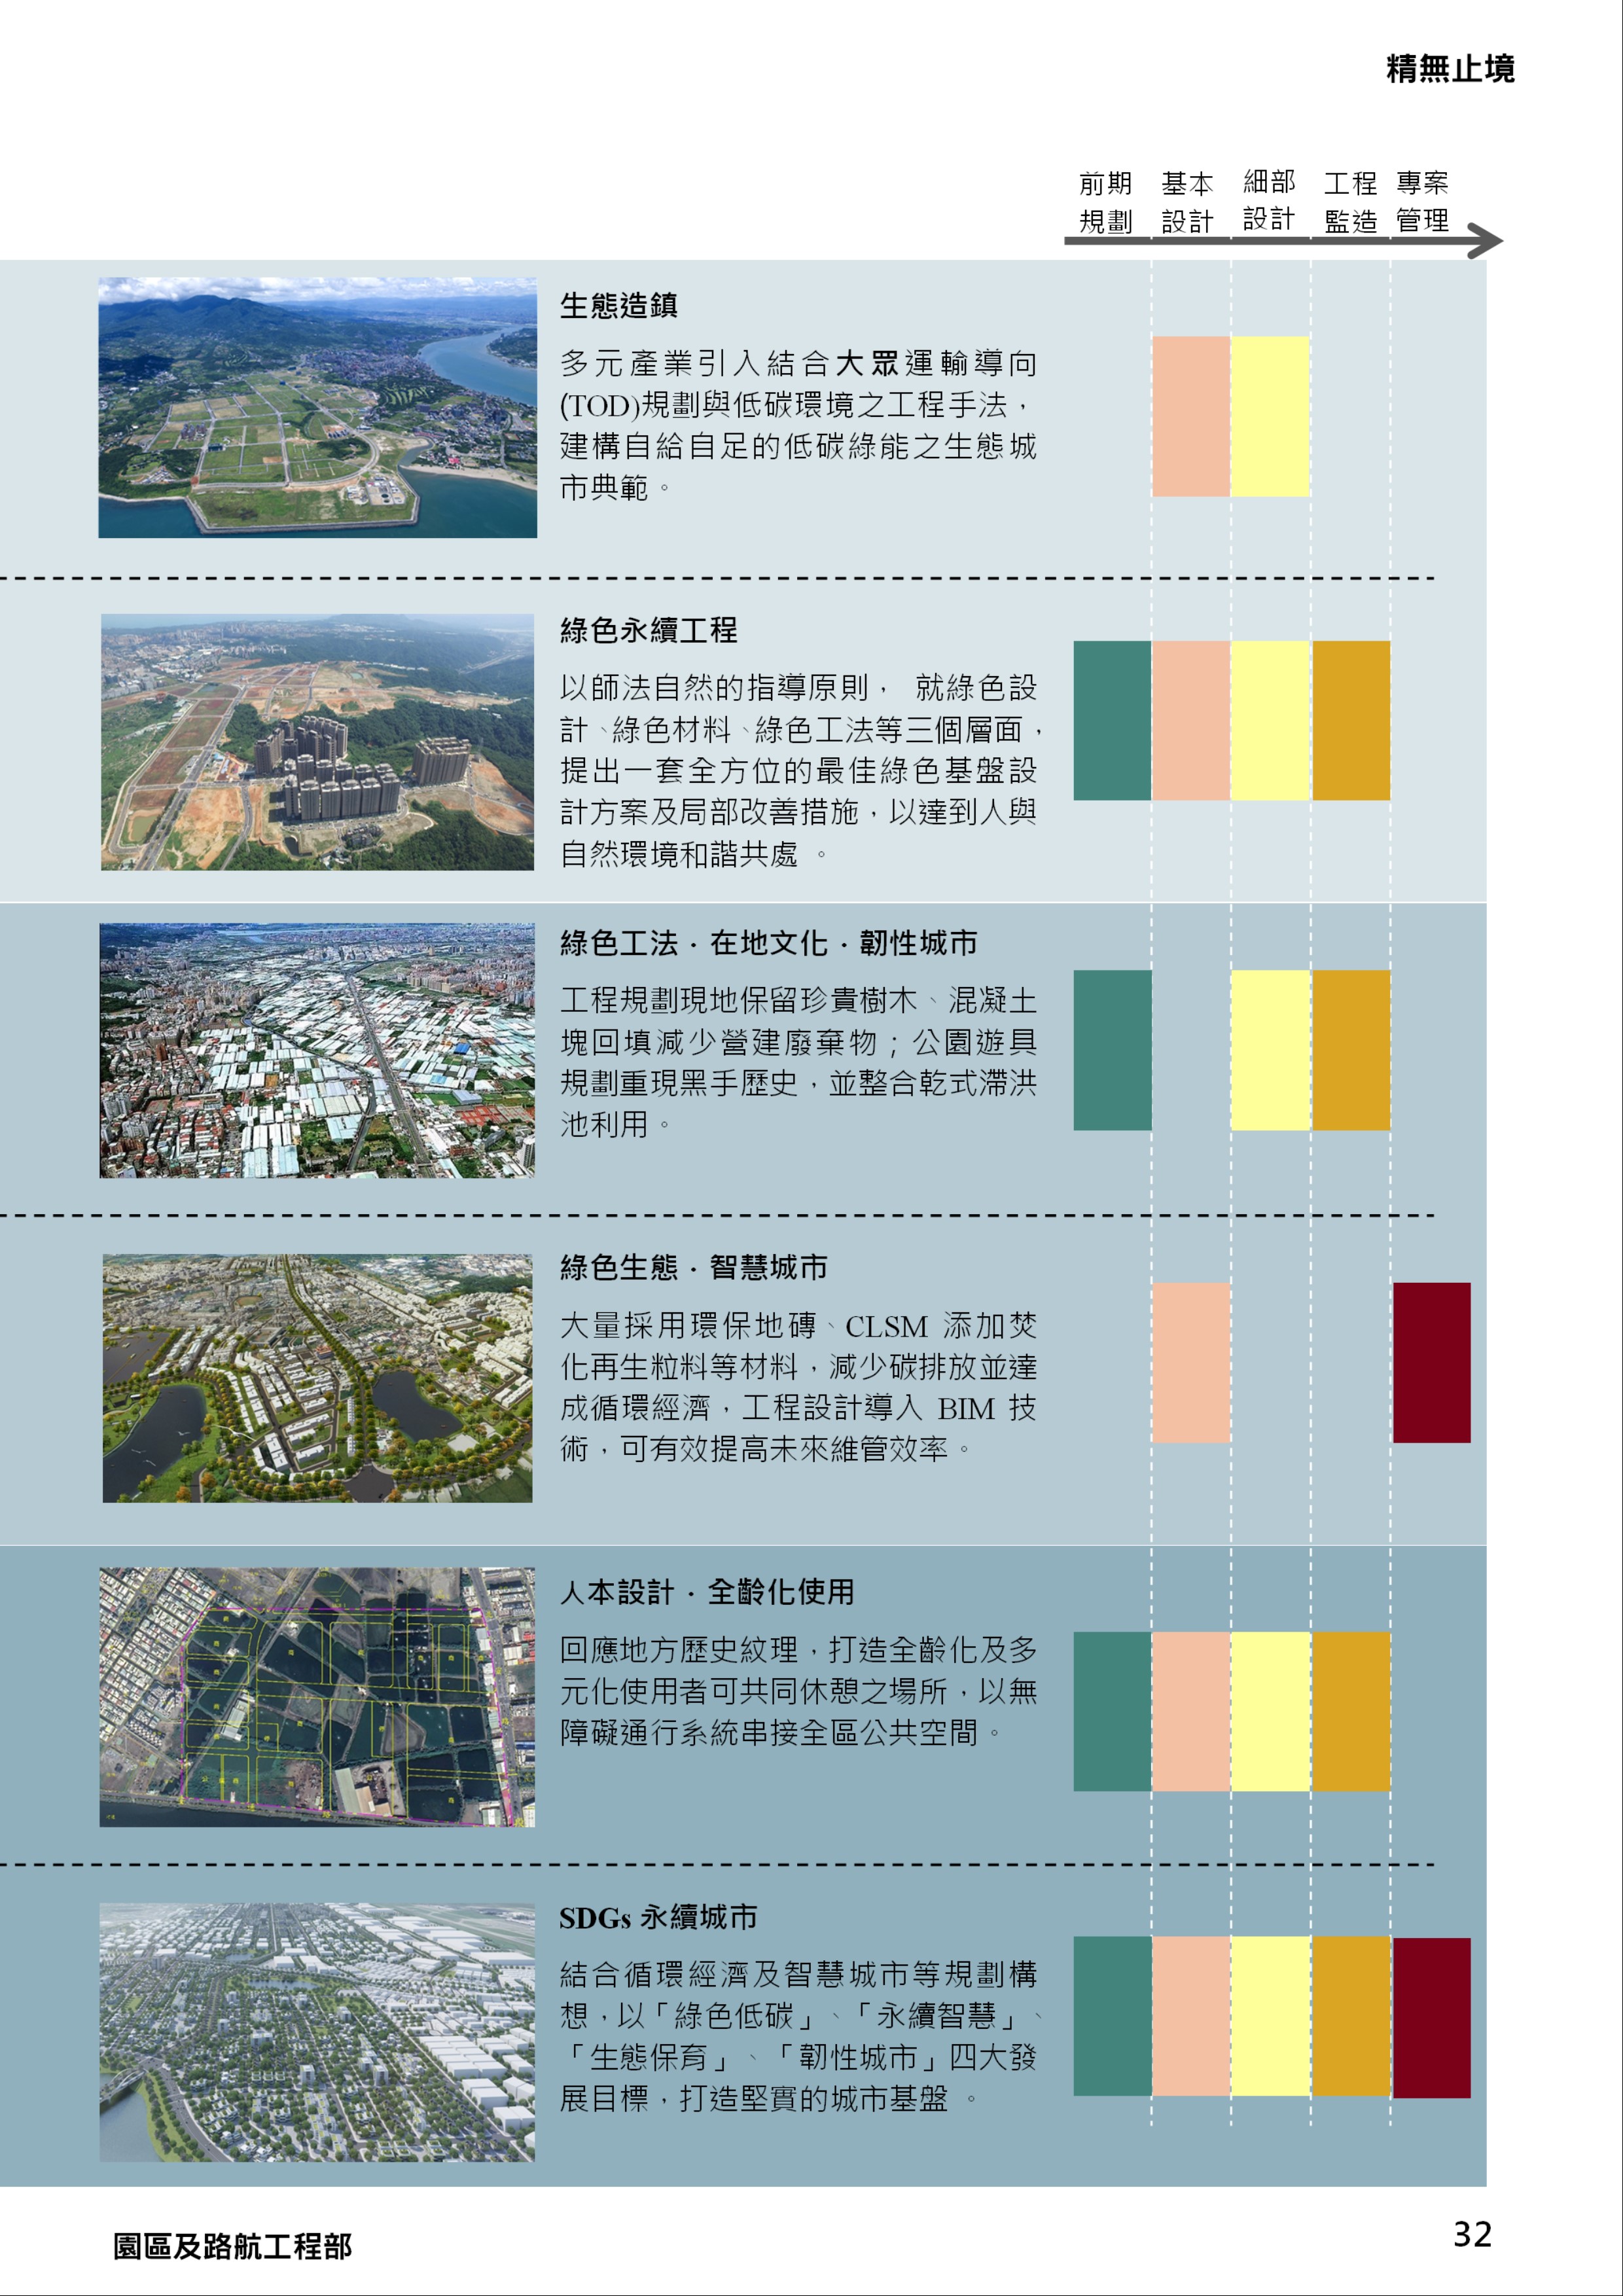 精無止境
前期 基本 細部 工程 專案
規劃 設計 設計 監造 管理
生態造鎮
多元產業引入結合大眾運輸導向
(TOD)規劃與低碳環境之工程手法，
建構自給自足的低碳綠能之生態城
市典範。
綠色永續工程
以師法自然的指導原則， 就綠色設
計、綠色材料、綠色工法等三個層面，
提出一套全方位的最佳綠色基盤設
計方案及局部改善措施，以達到人與
自然環境和諧共處 。
綠色工法．在地文化．韌性城市
工程規劃現地保留珍貴樹木、混凝土
塊回填減少營建廢棄物；公園遊具
規劃重現黑手歷史，並整合乾式滯洪
池利用。
綠色生態．智慧城市
大量採用環保地磚、CLSM 添加焚
化再生粒料等材料，減少碳排放並達
成循環經濟，工程設計導入 BIM 技
術，可有效提高未來維管效率。
人本設計．全齡化使用
回應地方歷史紋理，打造全齡化及多
元化使用者可共同休憩之場所，以無
障礙通行系統串接全區公共空間。
SDGs 永續城市
結合循環經濟及智慧城市等規劃構
想，以「綠色低碳」、「永續智慧」、
「生態保育」、「韌性城市」四大發
展目標，打造堅實的城市基盤 。
園區及路航工程部
32